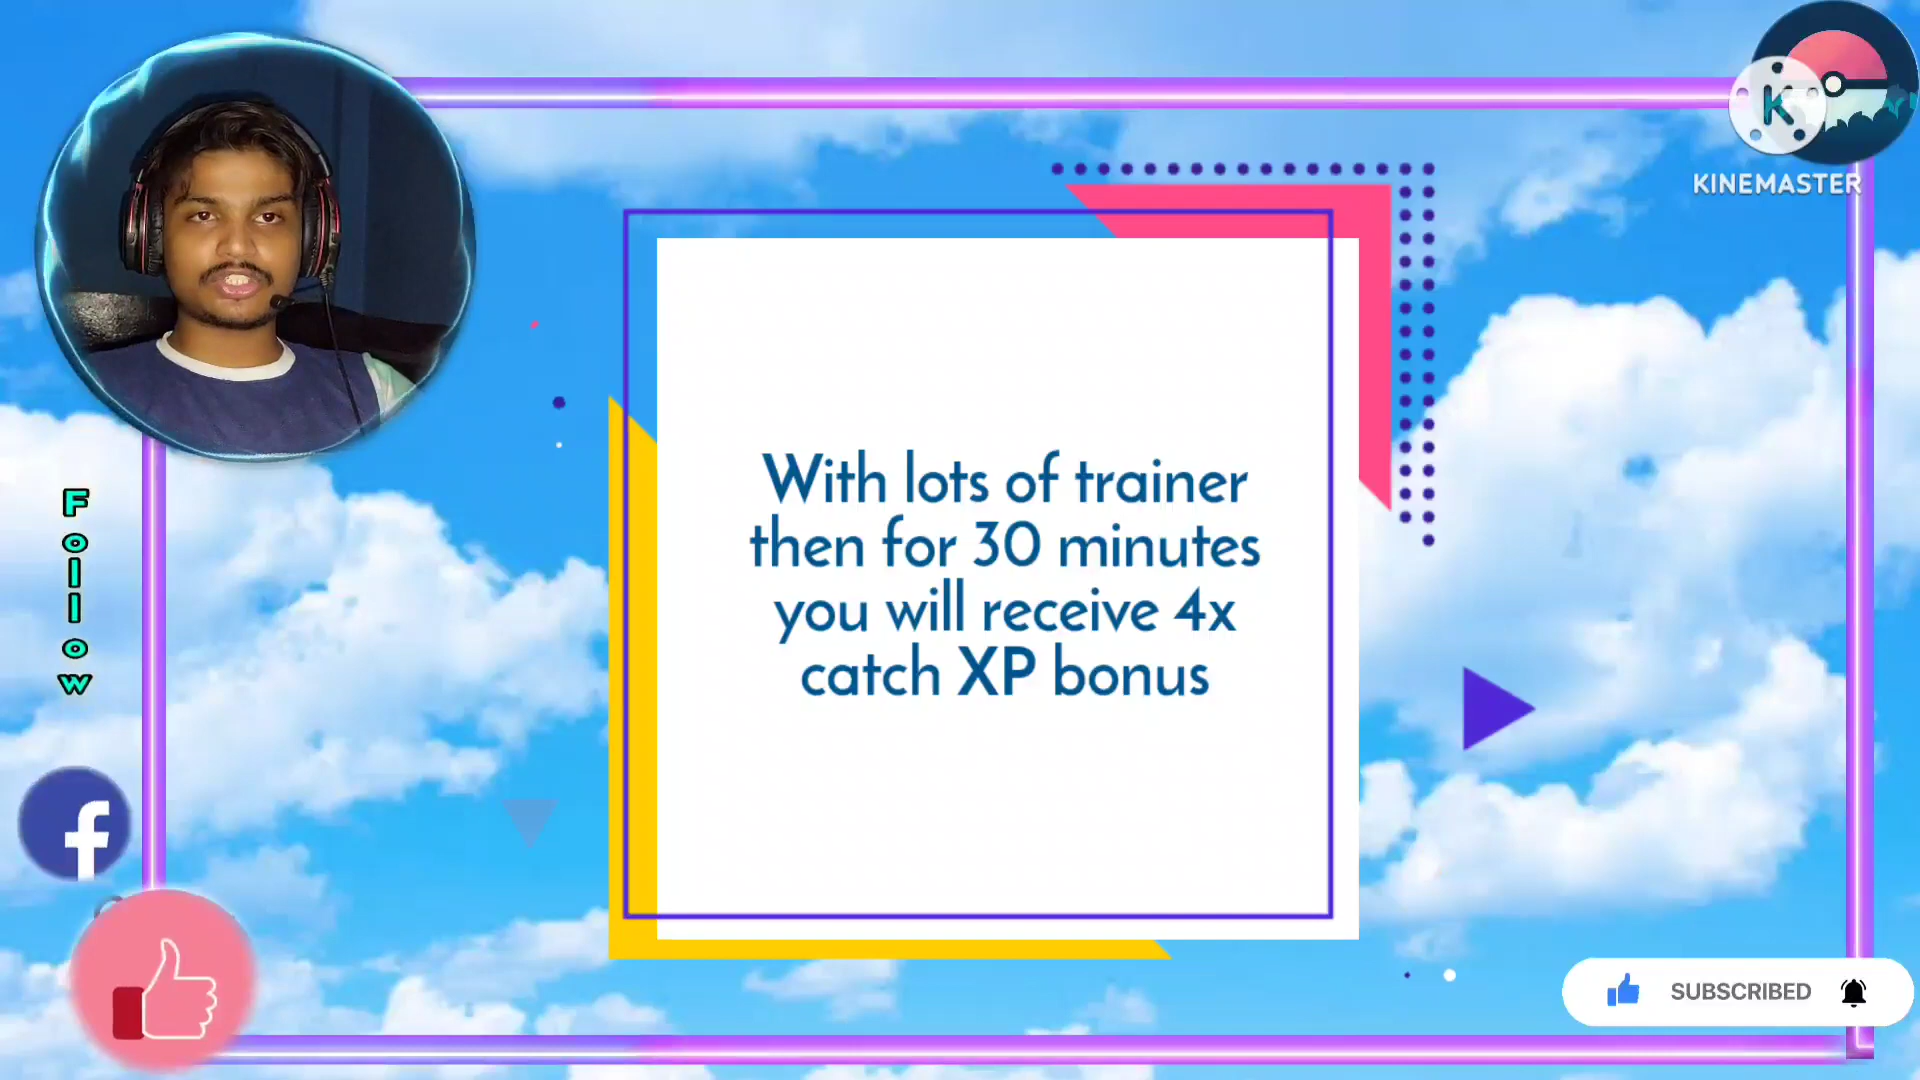 KINEMASTER
With lots of trainer
then for 30 minutes
you will receive 4x
catch XP bonus
Follow
SUBSCRIBED